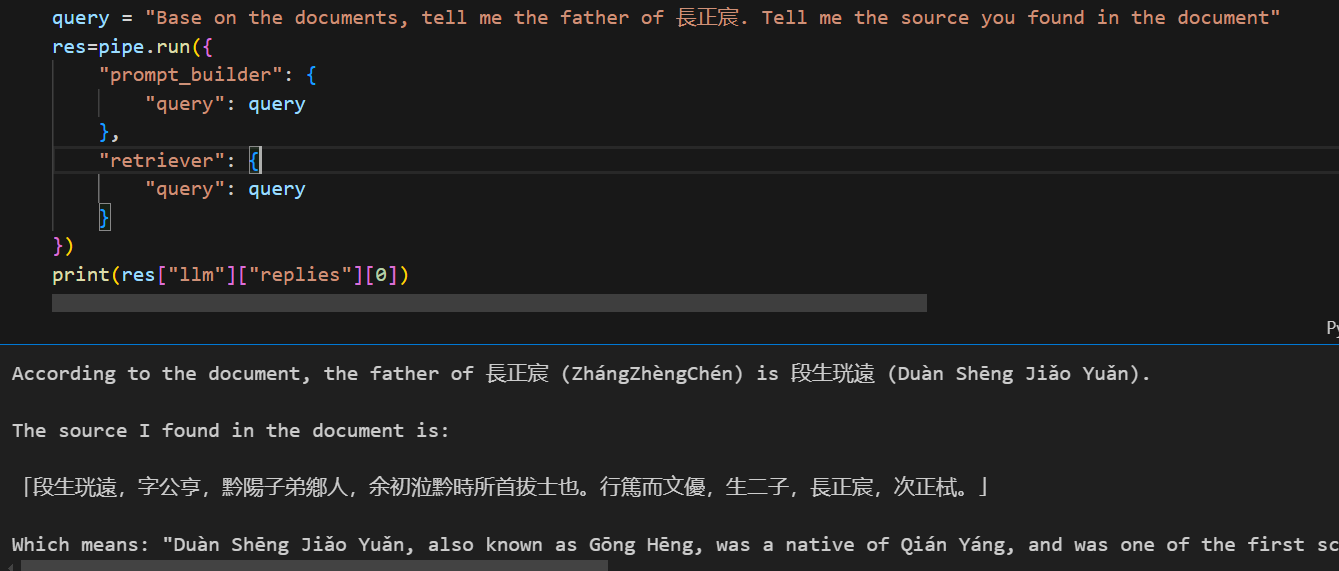 query = "Base on the documents, tell me the father of 長正宸. Tell me the source you found in the document"
res=pipe.run({
    "prompt_builder": {
        "query": query
    },
    "retriever": {
        "query": query
    }
})
print(res["llm"]["replies"][0])
Py
According to the document, the father of 長正宸 (ZhángZhèngChén) is 段生珖遠 (Duàn Shēng Jiǎo Yuǎn).
The source I found in the document is:
「段生珖遠，字公亨，黔陽子弟鄉人，余初涖黔時所首拔士也。行篤而文優，生二子，長正宸，次正栻。」
Which means: "Duàn Shēng Jiǎo Yuǎn, also known as Gōng Hēng, was a native of Qián Yáng, and was one of the first sc